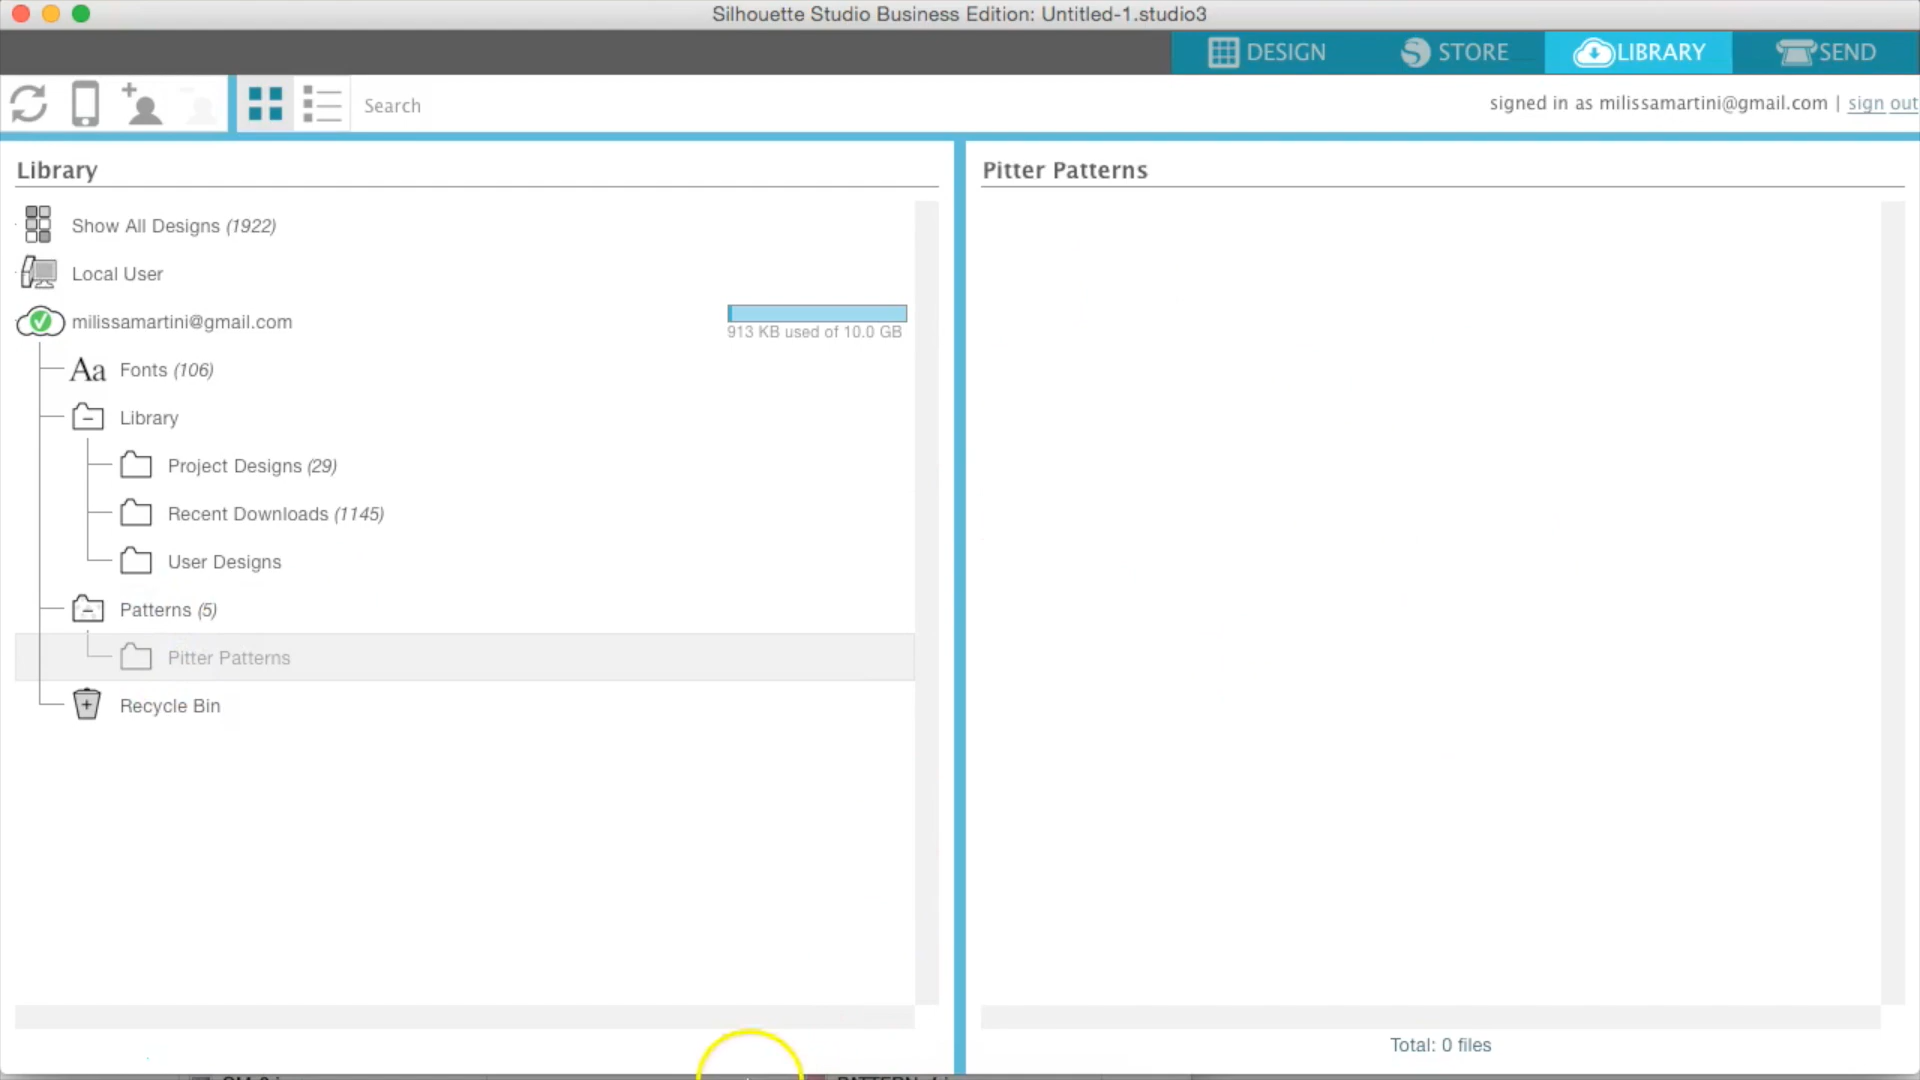 Silhouette Studio Business Edition: Untitled-1.studio3
DESIGN
STORE
LIBRARY
SEND
Search
signed in as milissamartini@gmail.com | sign out
Library
Show All Designs (1922)
Local User
milissamartini@gmail.com
913 KB used of 10.0 GB
Aa Fonts (106)
Library
Project Designs (29)
Recent Downloads (1145)
User Designs
Patterns (5)
Pitter Patterns
Recycle Bin
Pitter Patterns
Total: 0 files